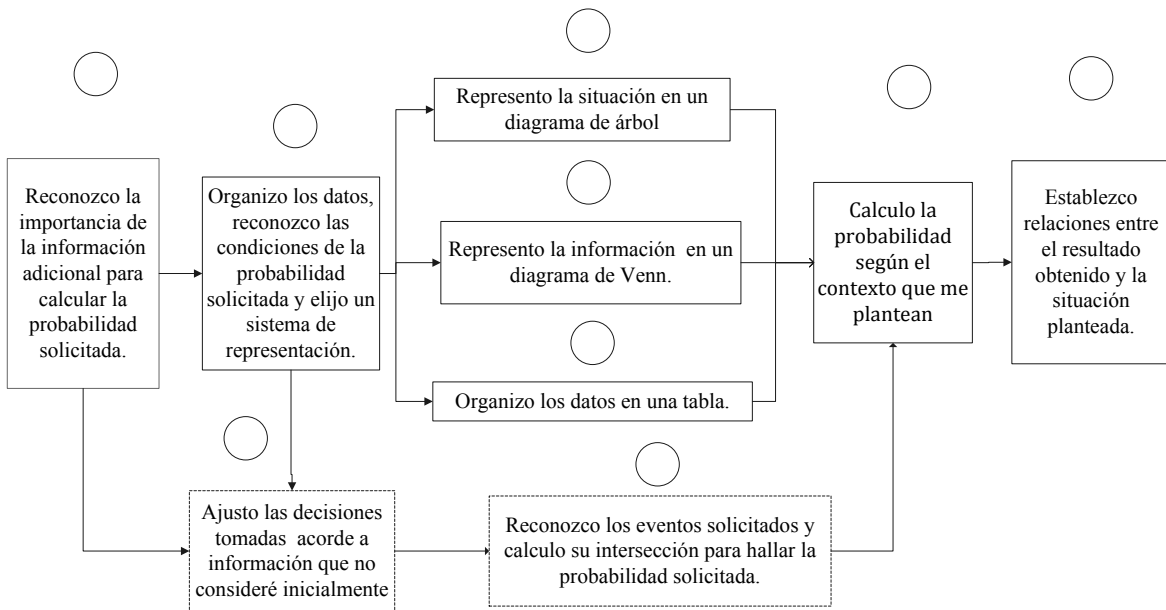 Reconozco la
importancia de
la información
adicional para
calcular la
probabilidad
solicitada.
Organizo los datos,
reconozco las
condiciones de la
probabilidad
solicitada y elijo un
sistema de
representación.
Represento la situación en un
diagrama de árbol
Represento la información en un
diagrama de Venn.
Organizo los datos en una tabla.
Calculo la
probabilidad
según el
contexto que me
plantean
Establezco
relaciones entre
el resultado
obtenido y la
situación
planteada.
Ajusto las decisiones
tomadas acorde a
información que no
consideré inicialmente
Reconozco los eventos solicitados y
calculo su intersección para hallar la
probabilidad solicitada.